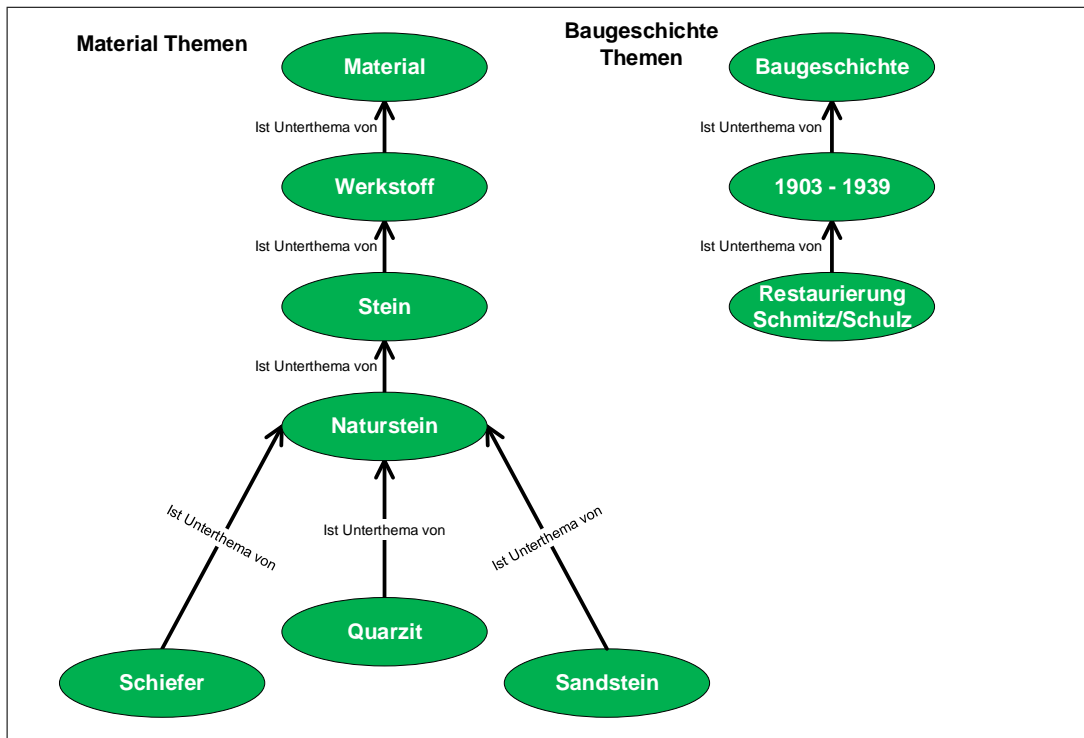 Material Themen
Material
Ist Unterthema von
Werkstoff
Ist Unterthema von
Stein
Ist Unterthema von
Naturstein
Ist Unterthema von
Ist Unterthema von
Ist Unterthema von
Schiefer
Quarzit
Sandstein
Baugeschichte
Themen
Baugeschichte
Ist Unterthema von
1903 - 1939
Ist Unterthema von
Restaurierung
Schmitz/Schulz